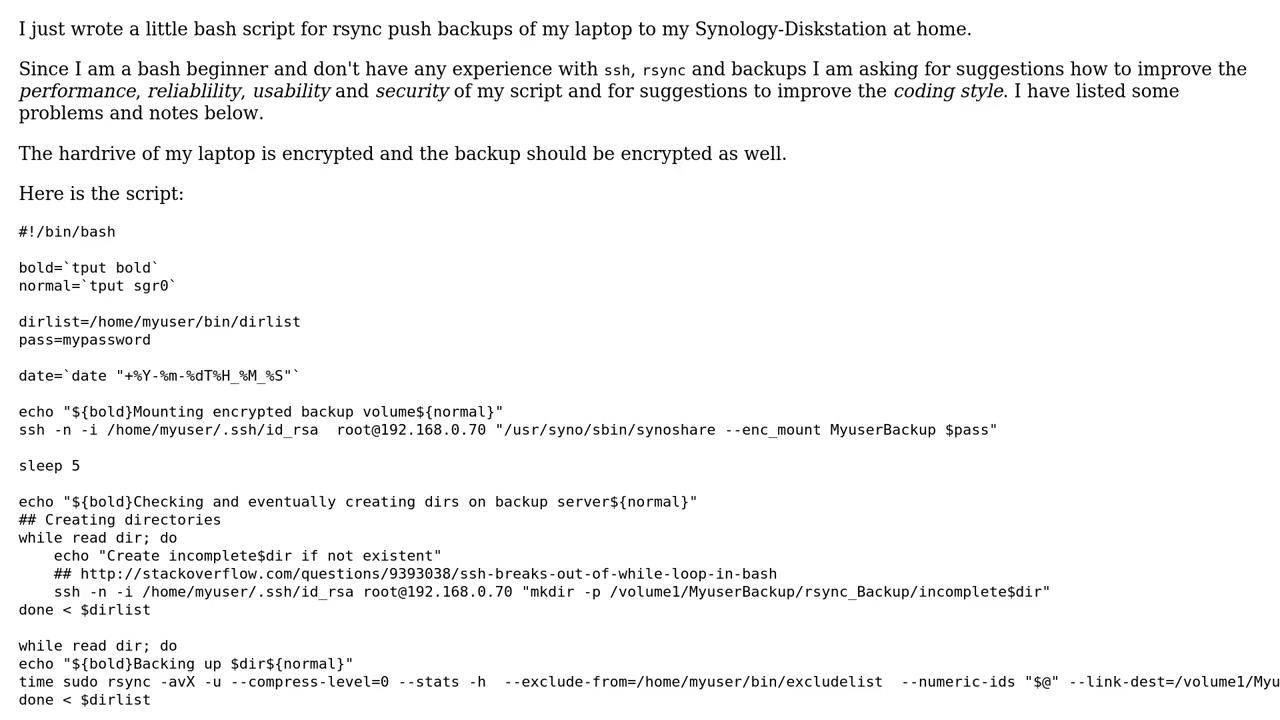 I just wrote a little bash script for rsync push backups of my laptop to my Synology-Diskstation at home.
Since I am a bash beginner and don't have any experience with ssh, rsync and backups I am asking for suggestions how to improve the
performance, reliablility, usability and security of my script and for suggestions to improve the coding style. I have listed some
problems and notes below.
The hardrive of my laptop is encrypted and the backup should be encrypted as well.
Here is the script:
#!/bin/bash
bold=`tput bold`
normal=`tput sgr0`
dirlist=/home/myuser/bin/dirlist
pass=mypassword
date=`date "+%Y-%m-%dT%H_%M_%S"`
echo "${bold}Mounting encrypted backup volume${normal}"
ssh -n -i /home/myuser/.ssh/id_rsa  root@192.168.0.70 "/usr/syno/sbin/synoshare --enc_mount MyuserBackup $pass"
sleep 5
echo "${bold}Checking and eventually creating dirs on backup server${normal}"
## Creating directories
while read dir; do
    echo "Create incomplete$dir if not existent"
    ## http://stackoverflow.com/questions/9393038/ssh-breaks-out-of-while-loop-in-bash
    ssh -n -i /home/myuser/.ssh/id_rsa root@192.168.0.70 "mkdir -p /volume1/MyuserBackup/rsync_Backup/incomplete$dir"
done < $dirlist
while read dir; do
echo "${bold}Backing up $dir${normal}"
time sudo rsync -avX -u --compress-level=0 --stats -h  --exclude-from=/home/myuser/bin/excludelist  --numeric-ids "$@" --link-dest=/volume1/Myu
done < $dirlist